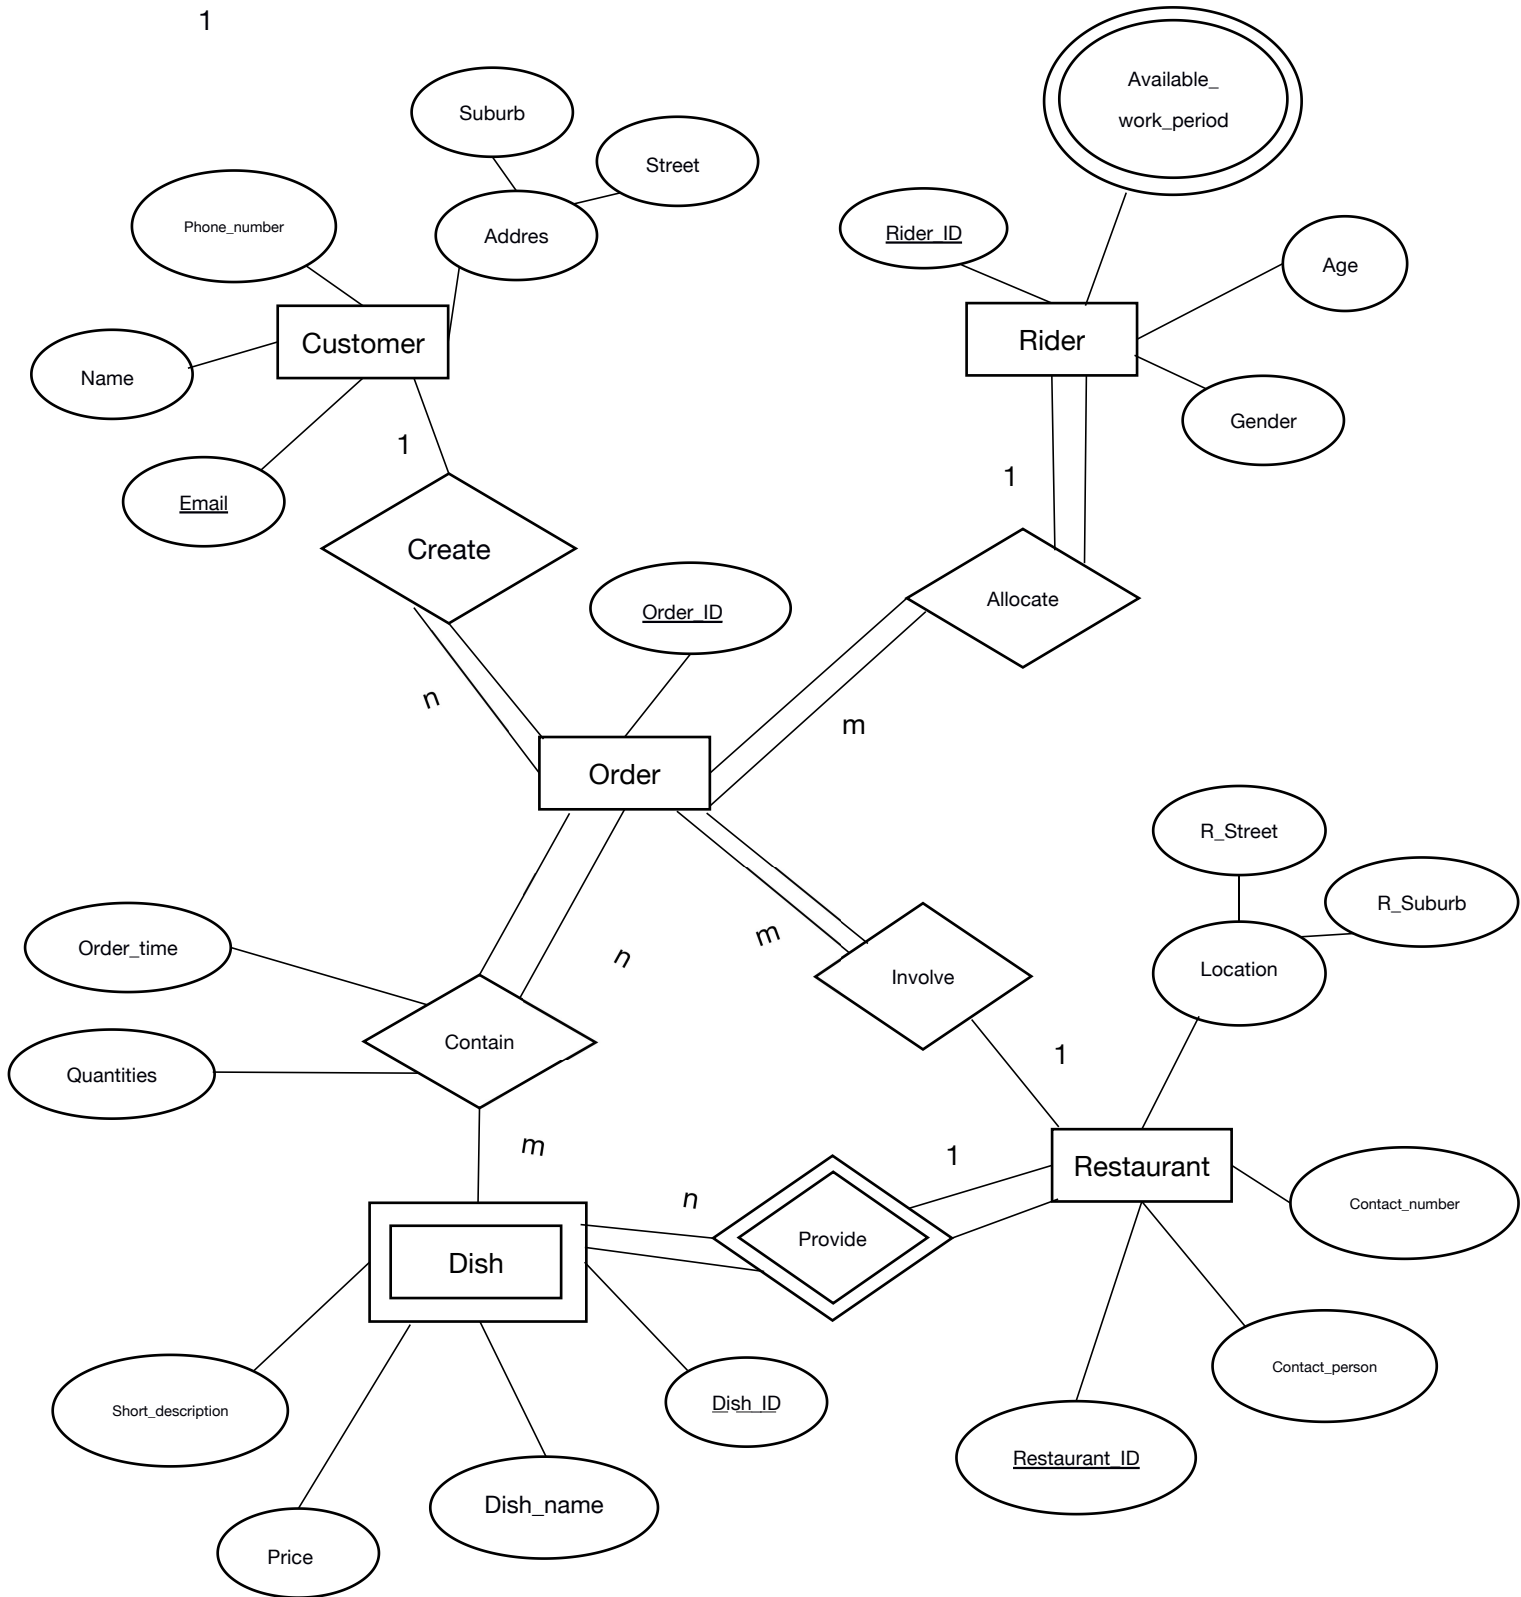 1
Available_
work_period
Suburb
Street
Phone_number
Addres
Rider_ID
Age
Customer
Rider
Name
Gender
1
1
Email
Create
Allocate
Order_ID
n
m
Order
R_Street
R_Suburb
m
Order_time
n
Involve
Location
Contain
1
Quantities
m
1
Restaurant
n
Contact_number
Provide
Dish
Contact_person
Dish_ID
Short_description
Restaurant_ID
Dish_name
Price